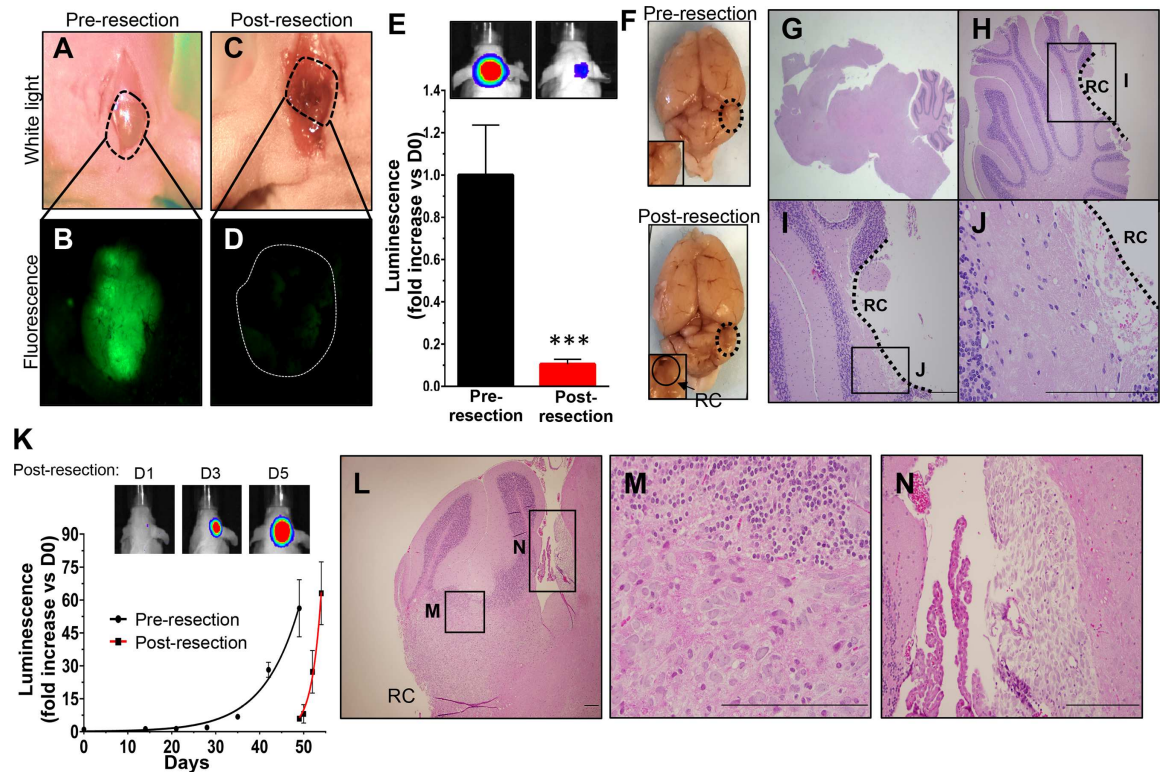 Pre-resection
Post-resection
White light
Fluorescence
A
C
B
D
E
1.4
1.2
1.0
0.8
0.6
0.4
0.2
0.0
Luminescence
(fold increase vs D0)
***
Pre-
resection
Post-
resection
F
Pre-resection
Post-resection
RC
G
H
RC
I
I
RC
J
J
RC
K
Post-resection:
D1
D3
D5
90
75
60
45
30
15
0
Luminescence
(fold increase vs D0)
Pre-resection
Post-resection
0
10
20
30
40
50
Days
L
N
M
RC
M
N